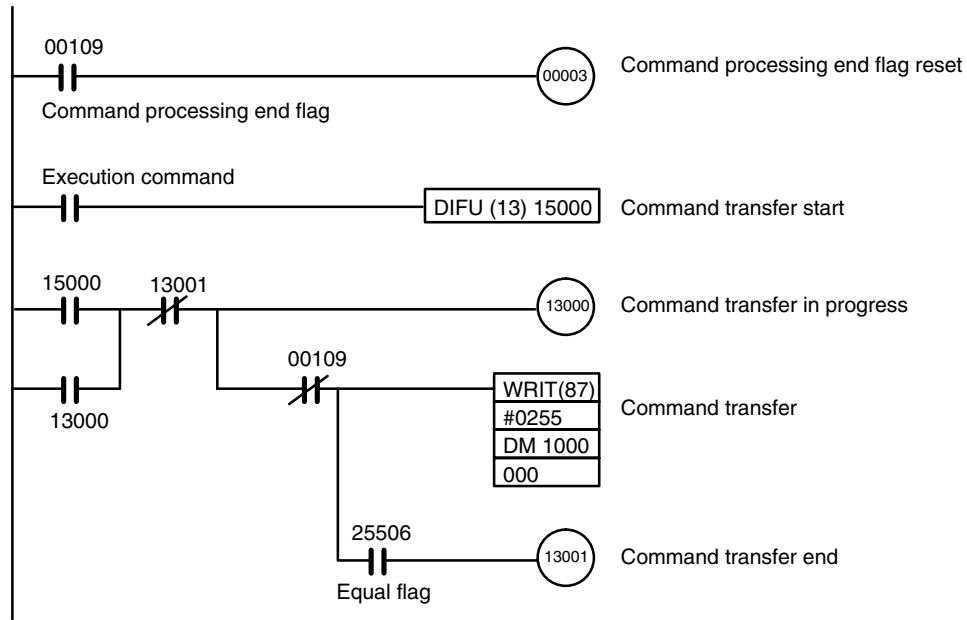 00109
00003
Command processing end flag reset
Command processing end flag
Execution command
DIFU (13) 15000
Command transfer start
15000
13001
13000
Command transfer in progress
13000
00109
WRIT(87)
#0255
DM 1000
000
Command transfer
25506
13001
Command transfer end
Equal flag